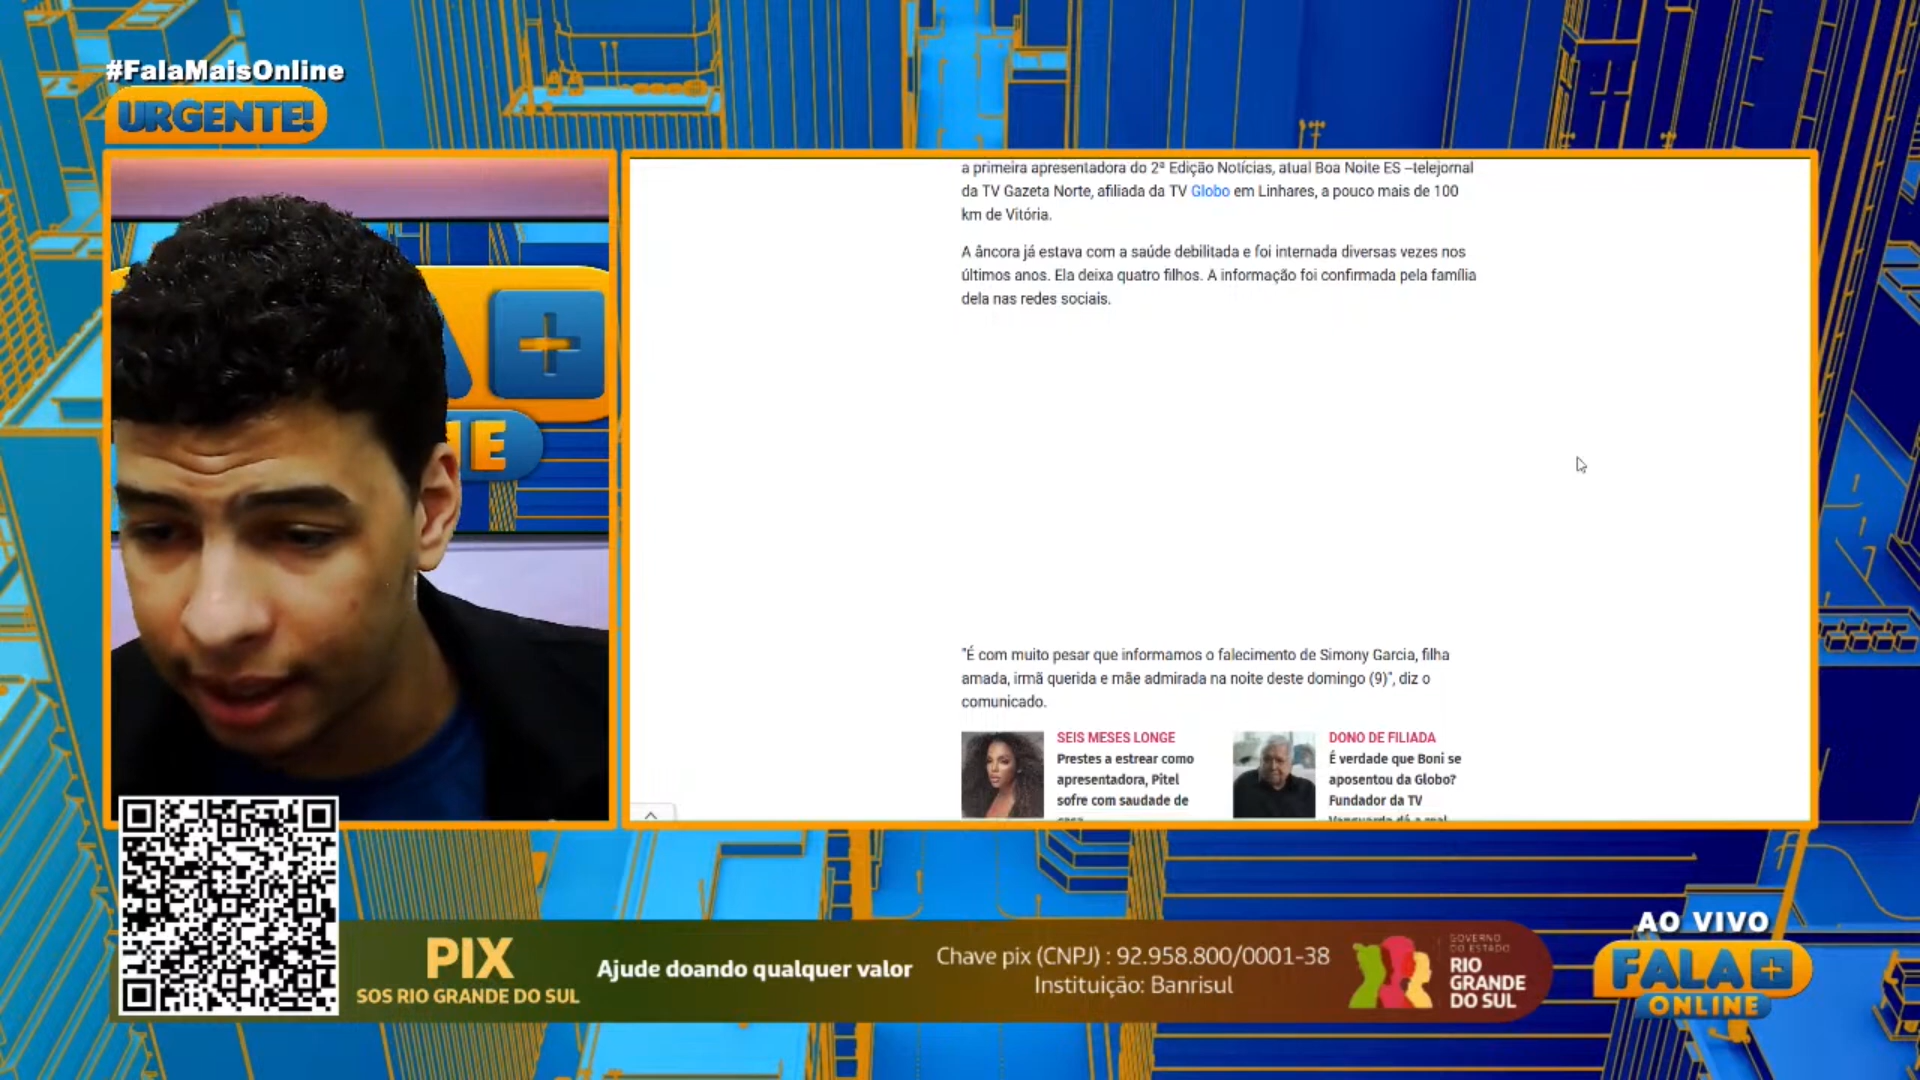 #FalaMaisOnline
URGENTE!
a primeira apresentadora do 2ª Edição Notícias, atual Boa Noite ES –telejornal
da TV Gazeta Norte, afiliada da TV Globo em Linhares, a pouco mais de 100
km de Vitória.
A âncora já estava com a saúde debilitada e foi internada diversas vezes nos
últimos anos. Ela deixa quatro filhos. A informação foi confirmada pela família
dela nas redes sociais.
"É com muito pesar que informamos o falecimento de Simony Garcia, filha
amada, irmã querida e mãe admirada na noite deste domingo (9)", diz o
comunicado.
SEIS MESES LONGE
Prestes a estrear como
apresentadora, Pitel
sofre com saudade de
DONO DE FILIADA
É verdade que Boni se
aposentou da Globo?
Fundador da TV
Vanguarda dá a real
PIX
SOS RIO GRANDE DO SUL
Ajude doando qualquer valor
Chave pix (CNPJ) : 92.958.800/0001-38
Instituição: Banrisul
GOVERNO
DO ESTADO
RIO
GRANDE
DO SUL
AO VIVO
FALA+
ONLINE